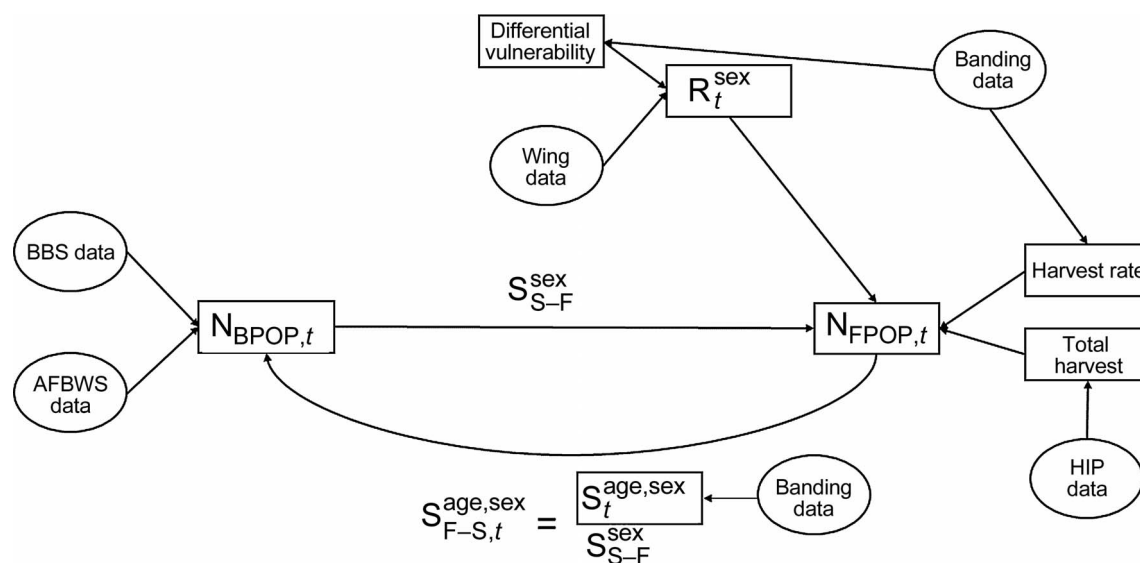 Differential
vulnerability
Banding
data
R_t^sex
Wing
data
BBS data
Harvest rate
S_S–F^sex
N_BPOP,t
N_FPOP,t
Total
harvest
AFBWS
data
HIP
data
Banding
data
S_F–S,t^age,sex = S_t^age,sex
S_S–F^sex